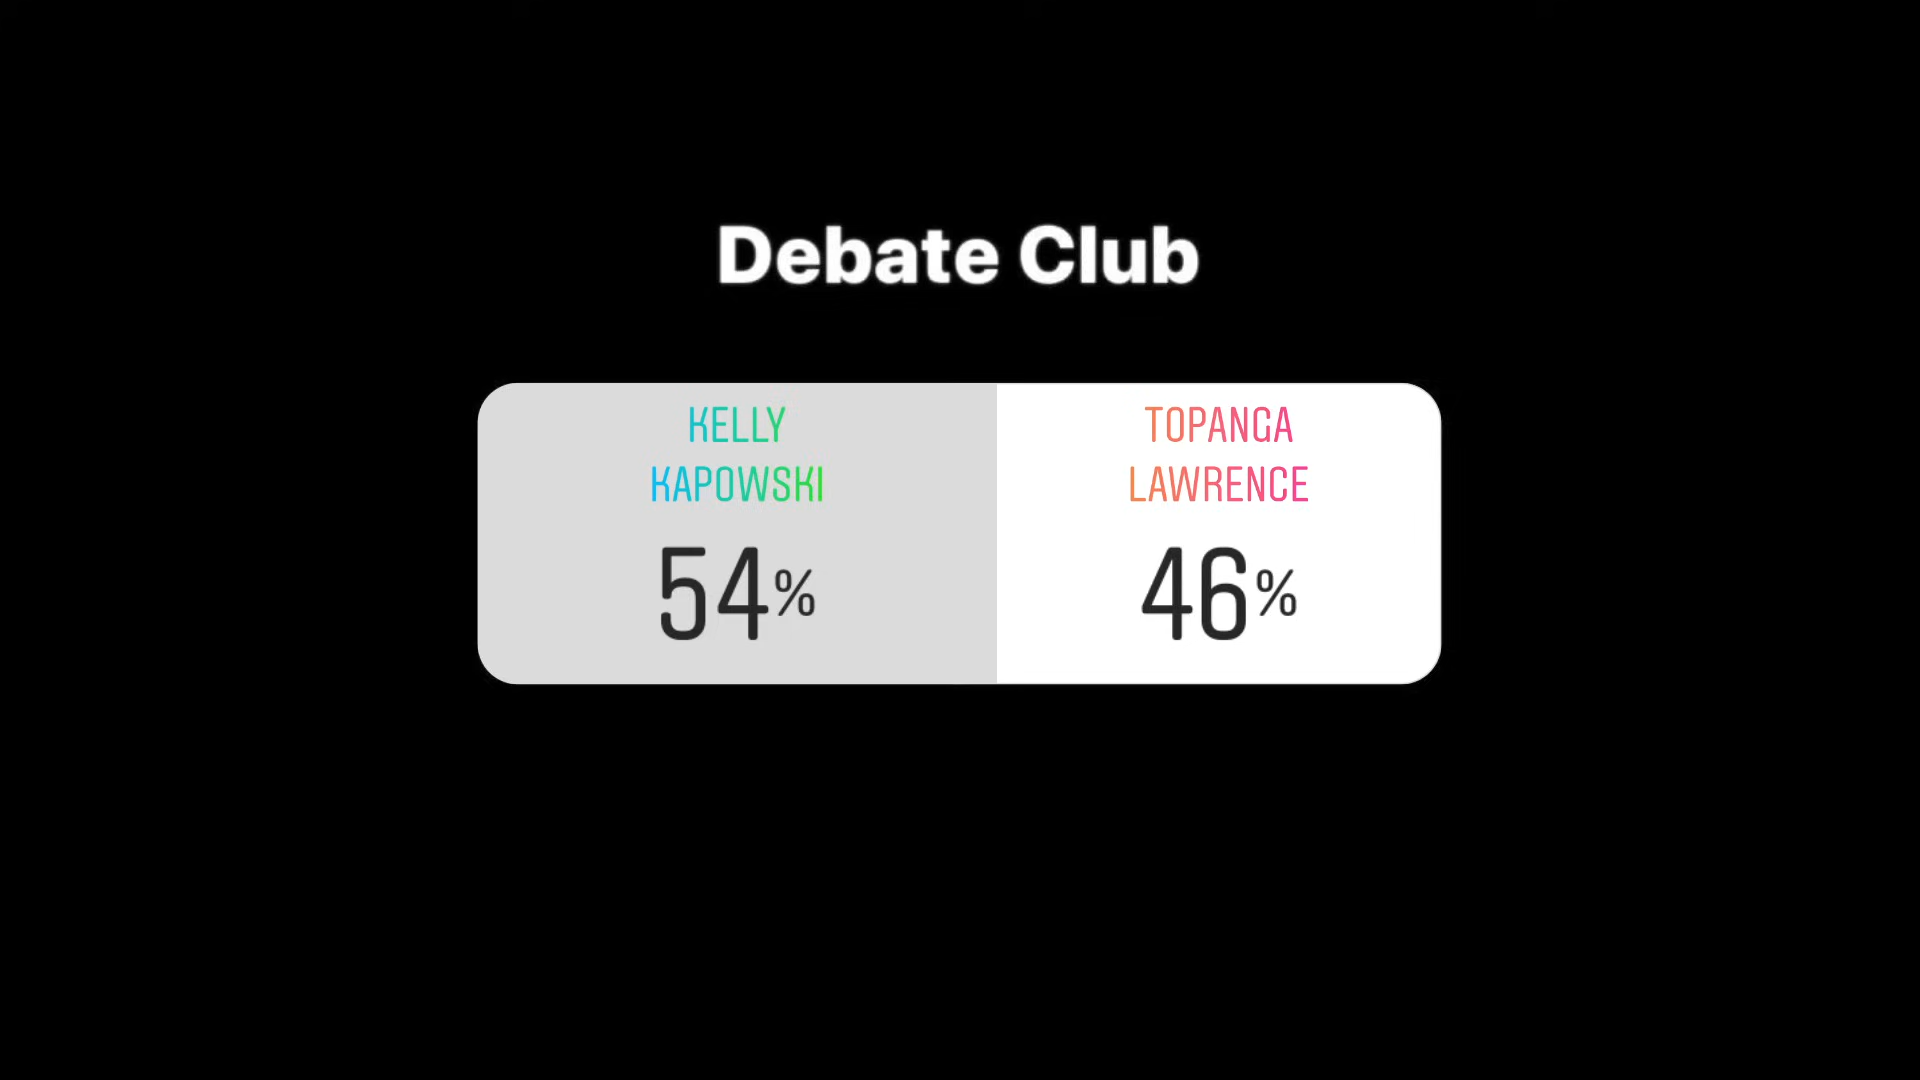 Debate Club
KELLY
KAPOWSKI
54%
TOPANGA
LAWRENCE
46%